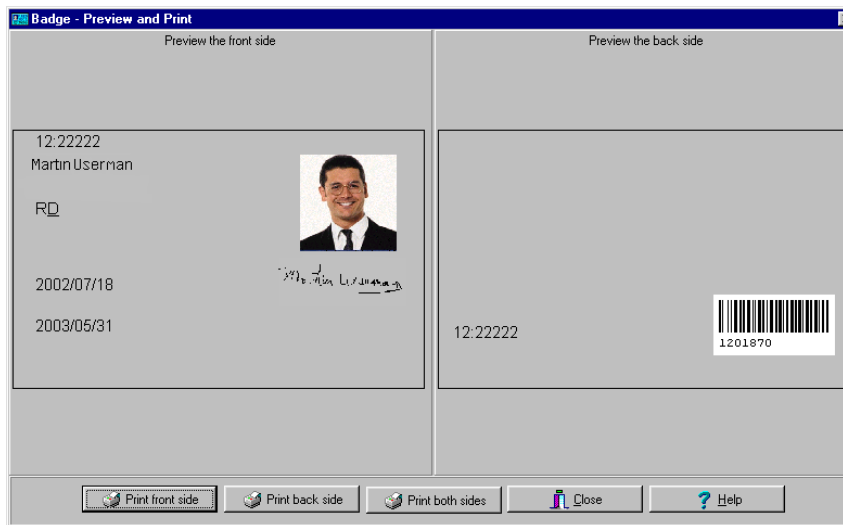 Badge - Preview and Print
Preview the front side
Preview the back side
12:22222
Martin Userman
RD
2002/07/18
2003/05/31
12:22222
1201870
Print front side
Print back side
Print both sides
Close
Help